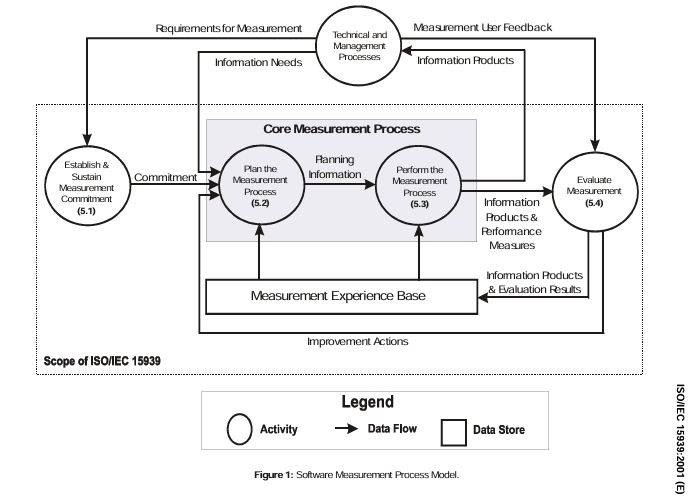 Requirements for Measurement
Measurement User Feedback
Technical and
Management
Processes
Information Needs
Information Products
Core Measurement Process
Establish &
Sustain
Measurement
Commitment
(5.1)
Commitment
Plan the
Measurement
Process
(5.2)
Planning
Information
Perform the
Measurement
Process
(5.3)
Evaluate
Measurement
(5.4)
Information
Products &
Performance
Measures
Information Products
& Evaluation Results
Measurement Experience Base
Improvement Actions
Scope of ISO/IEC 15939
Legend
Activity
Data Flow
Data Store
Figure 1: Software Measurement Process Model.
ISO/IEC 15939:2001 (E)